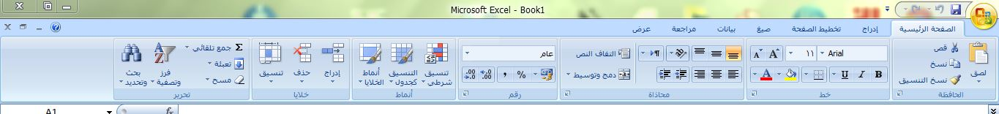 Microsoft Excel - Book1
الصفحة الرئيسية إدراج تخطيط الصفحة صيغ بيانات مراجعة عرض
لصق
قص
نسخ
نسخ التنسيق
الحافظة
Arial ١١
B I U
خط
التفاف النص
دمج وتوسيط
محاذاة
عام
%
رقم
تنسيق شرطي
التنسيق كجدول
أنماط الخلايا
أنماط
إدراج
حذف
تنسيق
خلايا
Σ جمع تلقائي
تعبئة
مسح
فرز وتصفية
بحث وتحديد
تحرير
A1 fx